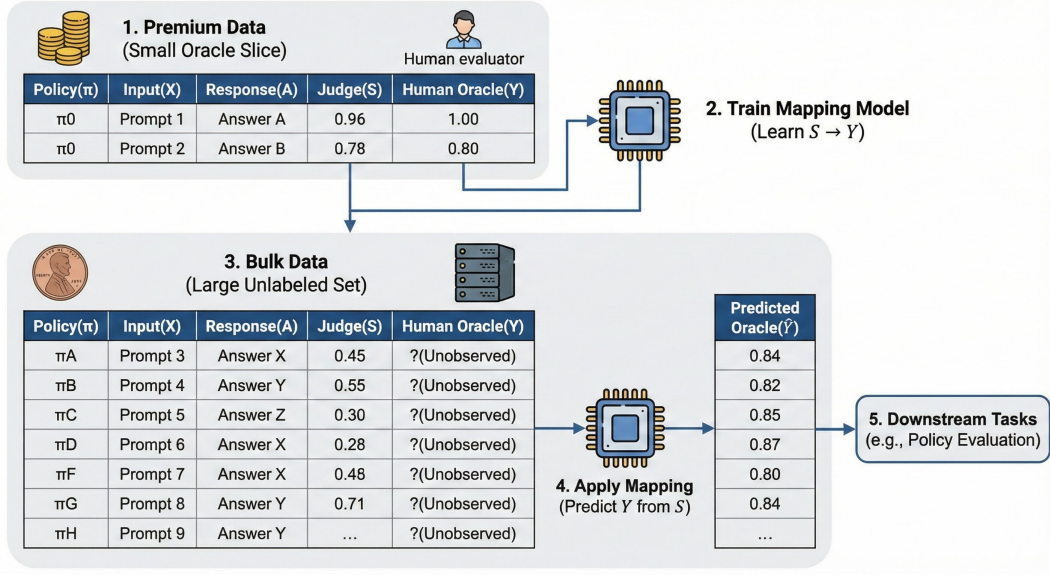 1. Premium Data
(Small Oracle Slice)
Human evaluator
Policy(π) Input(X) Response(A) Judge(S) Human Oracle(Y)
π0 Prompt 1 Answer A 0.96 1.00
π0 Prompt 2 Answer B 0.78 0.80
2. Train Mapping Model
(Learn S → Y)
3. Bulk Data
(Large Unlabeled Set)
Policy(π) Input(X) Response(A) Judge(S) Human Oracle(Y)
πA Prompt 3 Answer X 0.45 ?(Unobserved)
πB Prompt 4 Answer Y 0.55 ?(Unobserved)
πC Prompt 5 Answer Z 0.30 ?(Unobserved)
πD Prompt 6 Answer X 0.28 ?(Unobserved)
πF Prompt 7 Answer X 0.48 ?(Unobserved)
πG Prompt 8 Answer Y 0.71 ?(Unobserved)
πH Prompt 9 Answer Y ... ?(Unobserved)
4. Apply Mapping
(Predict Y from S)
Predicted
Oracle(Ŷ)
0.84
0.82
0.85
0.87
0.80
0.84
...
5. Downstream Tasks
(e.g., Policy Evaluation)